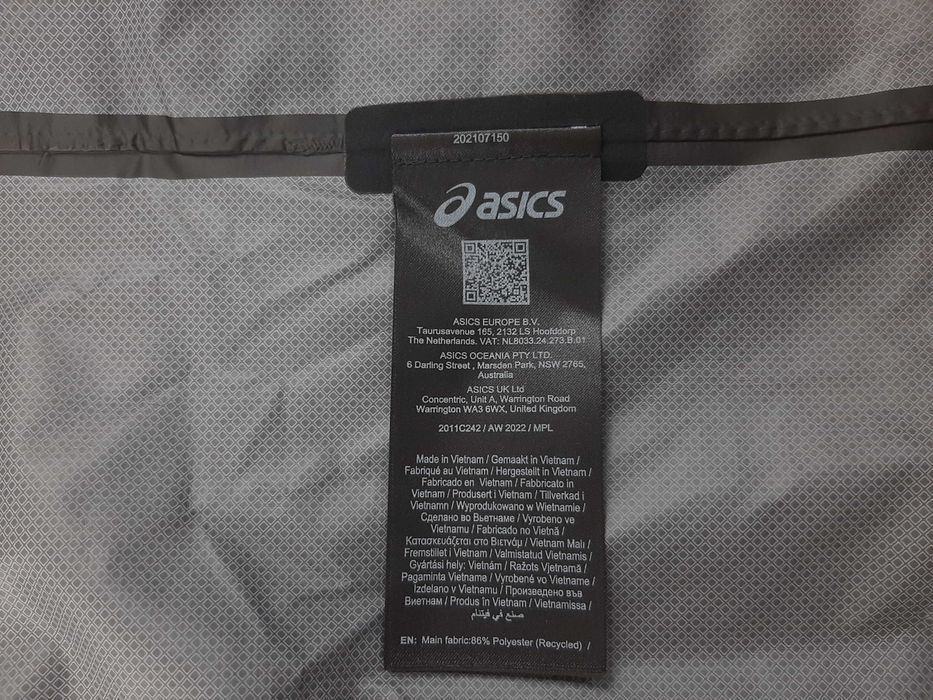 202107150
asics
ASICS EUROPE B.V.
Taurusavenue 165, 2132 LS Hoofddorp
The Netherlands. VAT: NL8033.24.273.B.01
ASICS OCEANIA PTY LTD.
6 Darling Street , Marsden Park, NSW 2765,
Australia
ASICS UK Ltd
Concentric, Unit A, Warrington Road
Warrington WA3 6WX, United Kingdom
2011C242 / AW 2022 / MPL
Made in Vietnam / Gemaakt in Vietnam /
Fabriqué au Vietnam / Hergestellt in Vietnam /
Fabricado en Vietnam / Fabbricato in
Vietnam / Produsert i Vietnam / Tillverkad i
Vietnamn / Wyprodukowano w Wietnamie /
Сделано во Вьетнаме / Vyrobeno ve
Vietnamu / Fabricado no Vietnã /
Κατασκευάζεται στο Βιετνάμ / Vietnam Malı /
Fremstillet i Vietnam / Valmistatud Vietnamis /
Gyártási hely: Vietnám / Ražots Vjetnamā /
Pagaminta Vietname / Vyrobené vo Vietname /
Izdelano v Vietnamu / Произведено във
Виетнам / Produs în Vietnam / Vietnamissa /
صنع في فيتنام
EN: Main fabric:86% Polyester (Recycled) /